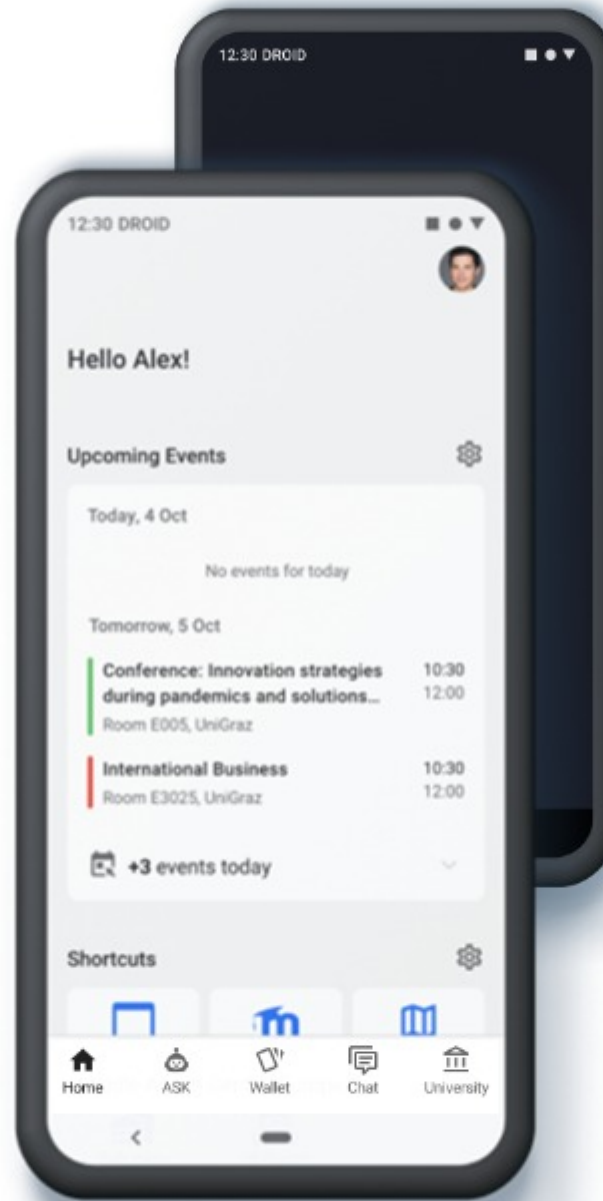 12:30 DROID
12:30 DROID
Hello Alex!
Upcoming Events
Today, 4 Oct
No events for today
Tomorrow, 5 Oct
Conference: Innovation strategies 10:30
during pandemics and solutions... 12:00
Room E005, UniGraz
International Business 10:30
Room E3025, UniGraz 12:00
+3 events today
Shortcuts
m
Home ASK Wallet Chat University